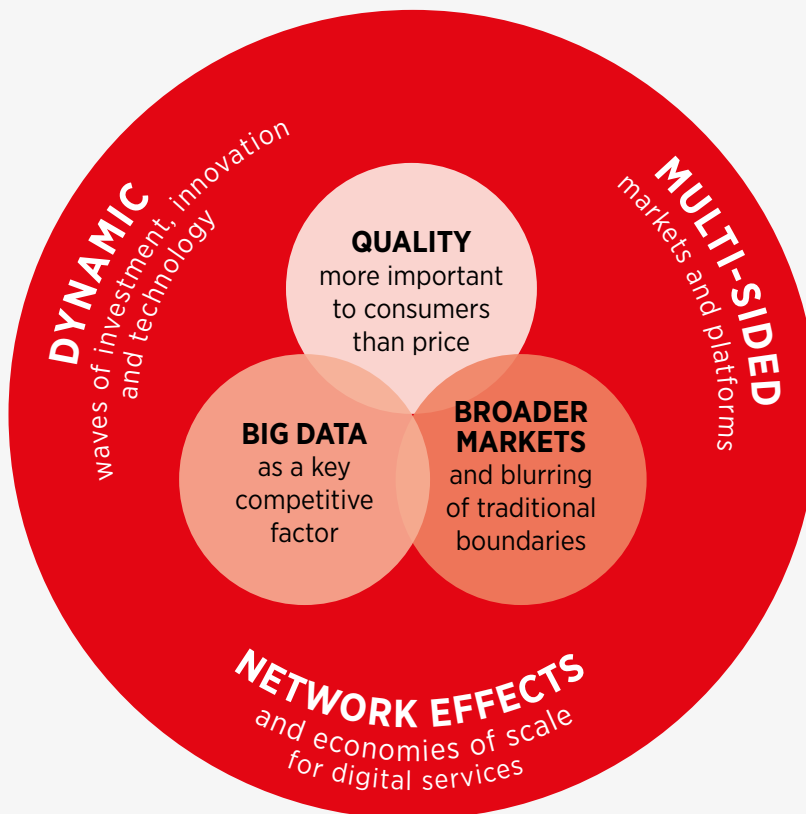 DYNAMIC
waves of investment, innovation
and technology
MULTI-SIDED
markets and platforms
QUALITY
more important
to consumers
than price
BIG DATA
as a key
competitive
factor
BROADER
MARKETS
and blurring
of traditional
boundaries
NETWORK EFFECTS
and economies of scale
for digital services